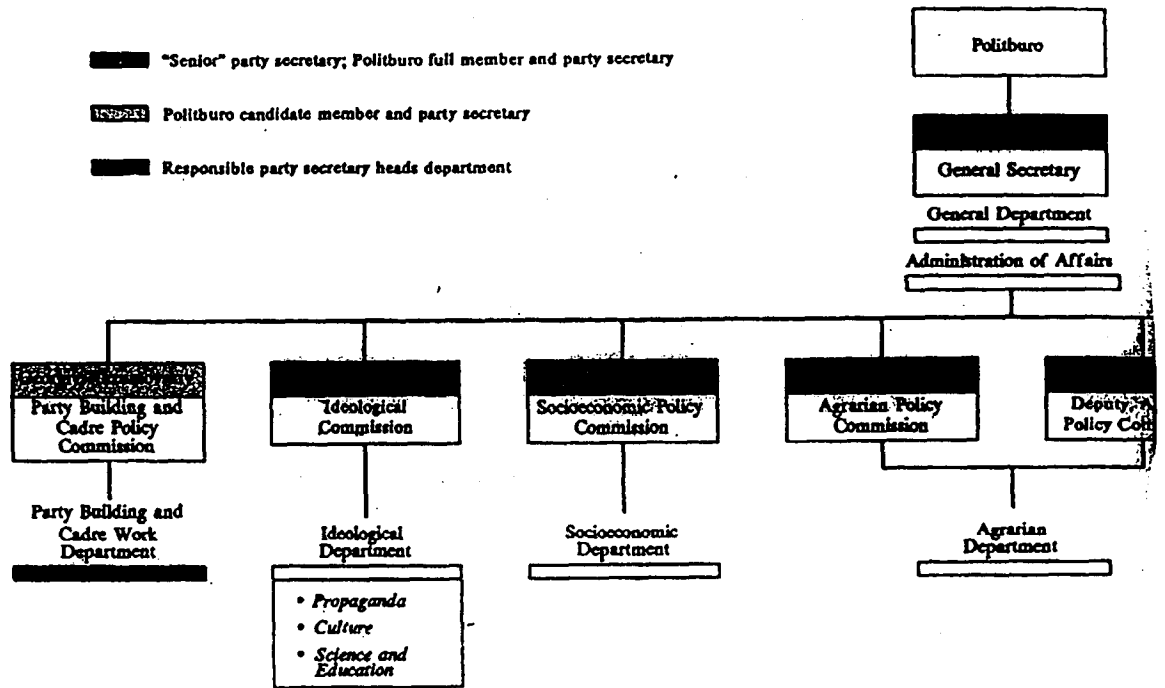 "Senior" party secretary; Politburo full member and party secretary
Politburo candidate member and party secretary
Responsible party secretary heads department
Politburo
General Secretary
General Department
Administration of Affairs
Party Building and
Cadre Policy
Commission
Ideological
Commission
Socioeconomic Policy
Commission
Agrarian Policy
Commission
Deputy, A
Policy Com
Party Building and
Cadre Work
Department
Ideological
Department
• Propaganda
• Culture
• Science and
Education
Socioeconomic
Department
Agrarian
Department